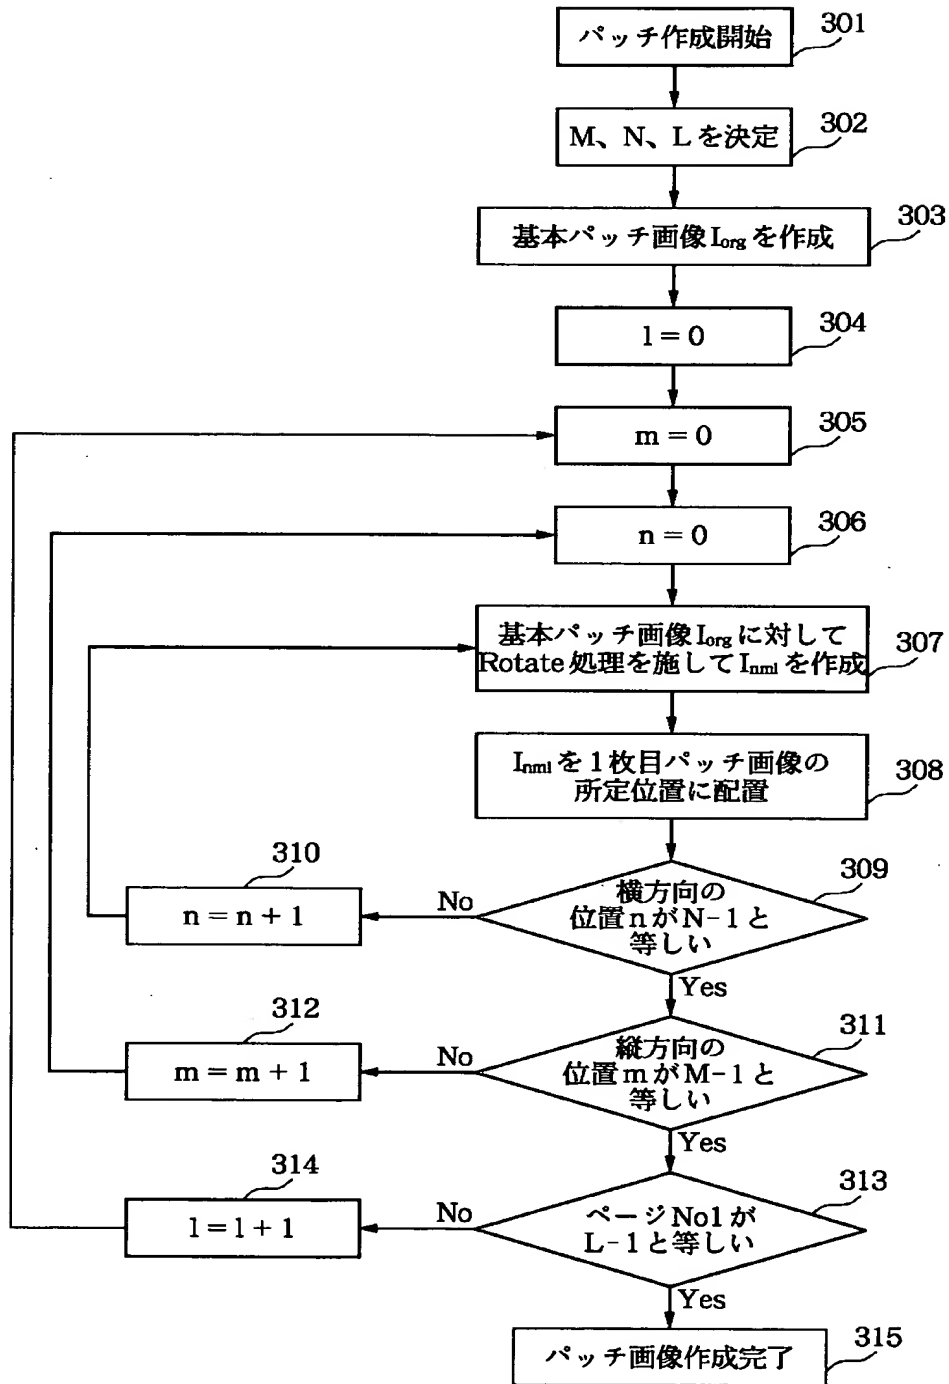 パッチ作成開始
301
M、N、Lを決定
302
基本パッチ画像Iorgを作成
303
l = 0
304
m = 0
305
n = 0
306
基本パッチ画像Iorgに対して
Rotate処理を施してInmlを作成
307
Inmlを1枚目パッチ画像の
所定位置に配置
308
横方向の
位置nがN-1と
等しい
309
No
310
n = n + 1
Yes
縦方向の
位置mがM-1と
等しい
311
No
312
m = m + 1
Yes
ページNolが
L-1と等しい
313
No
314
l = l + 1
Yes
パッチ画像作成完了
315